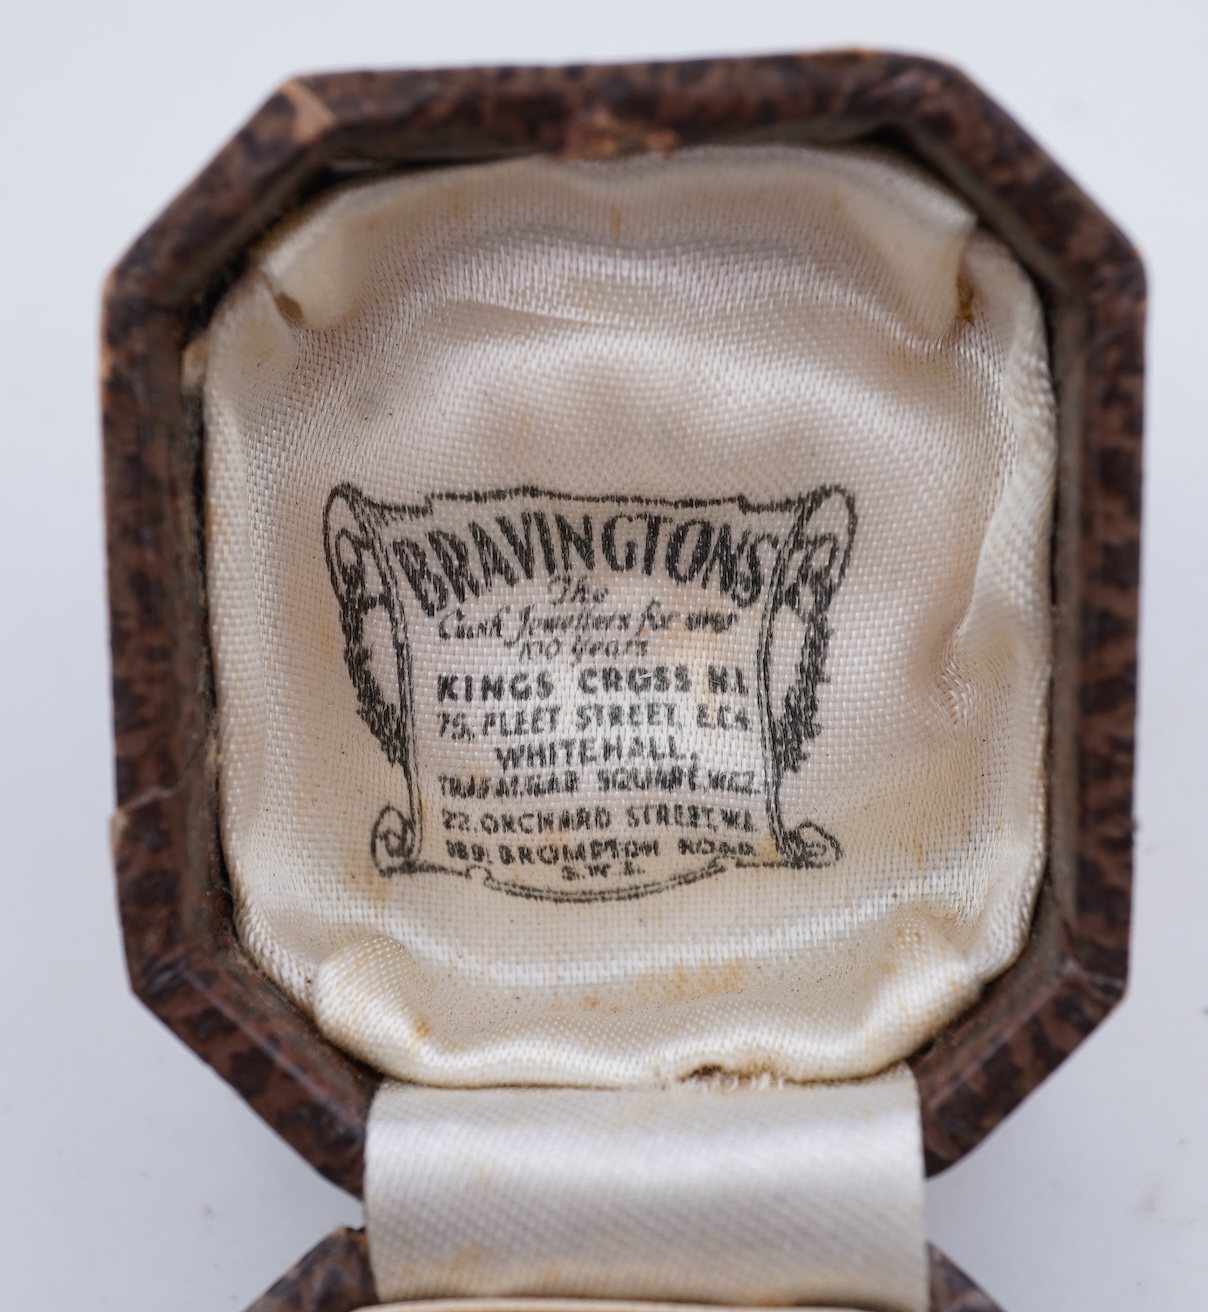 BRAVINGTONS
The
Cash Jewellers for over
100 years
KINGS CROSS N.1.
75, FLEET STREET, E.C.4.
WHITEHALL,
TRAFALGAR SQUARE, W.C.2.
22, ORCHARD STREET, W.1.
189, BROMPTON ROAD,
S.W.3.